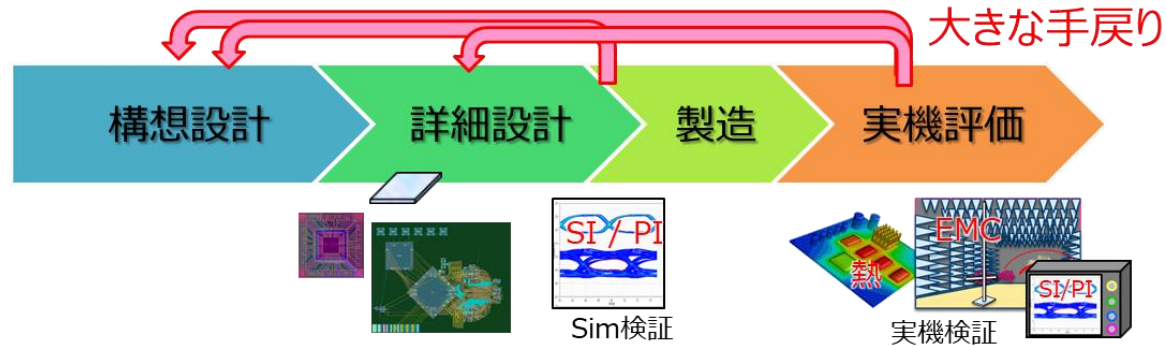 大きな手戻り
構想設計
詳細設計
製造
実機評価
SI / PI
Sim検証
熱
EMC
SI/PI
実機検証